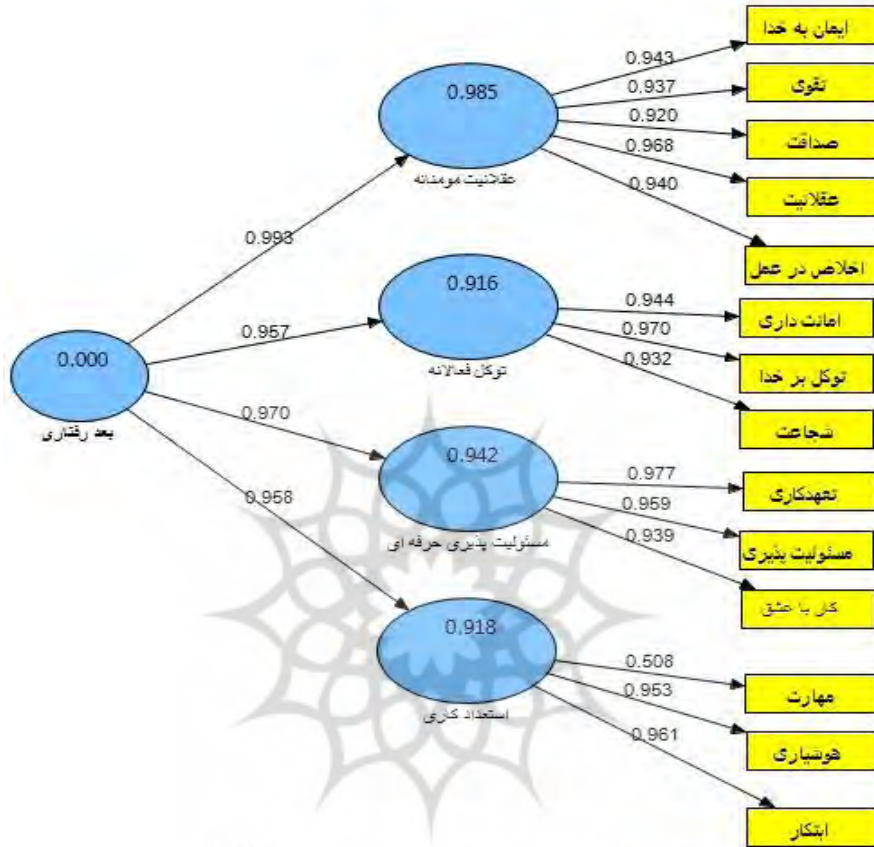 ایمان به خدا
0.943
تقوی
0.937
صداقت
0.920
عقلانیت
0.968
اخلاص در عمل
0.940
0.985
عقلانیت مومنانه
0.993
0.916
توکل فعالانه
0.957
امانت داری
0.944
توکل بر خدا
0.970
شجاعت
0.932
0.000
بعد رفتاری
0.970
0.942
مسئولیت پذیری حرفه ای
تعهدکاری
0.977
مسئولیت پذیری
0.959
کار با عشق
0.939
0.958
0.918
استعداد کاری
مهارت
0.508
هوشیاری
0.953
ابتکار
0.961